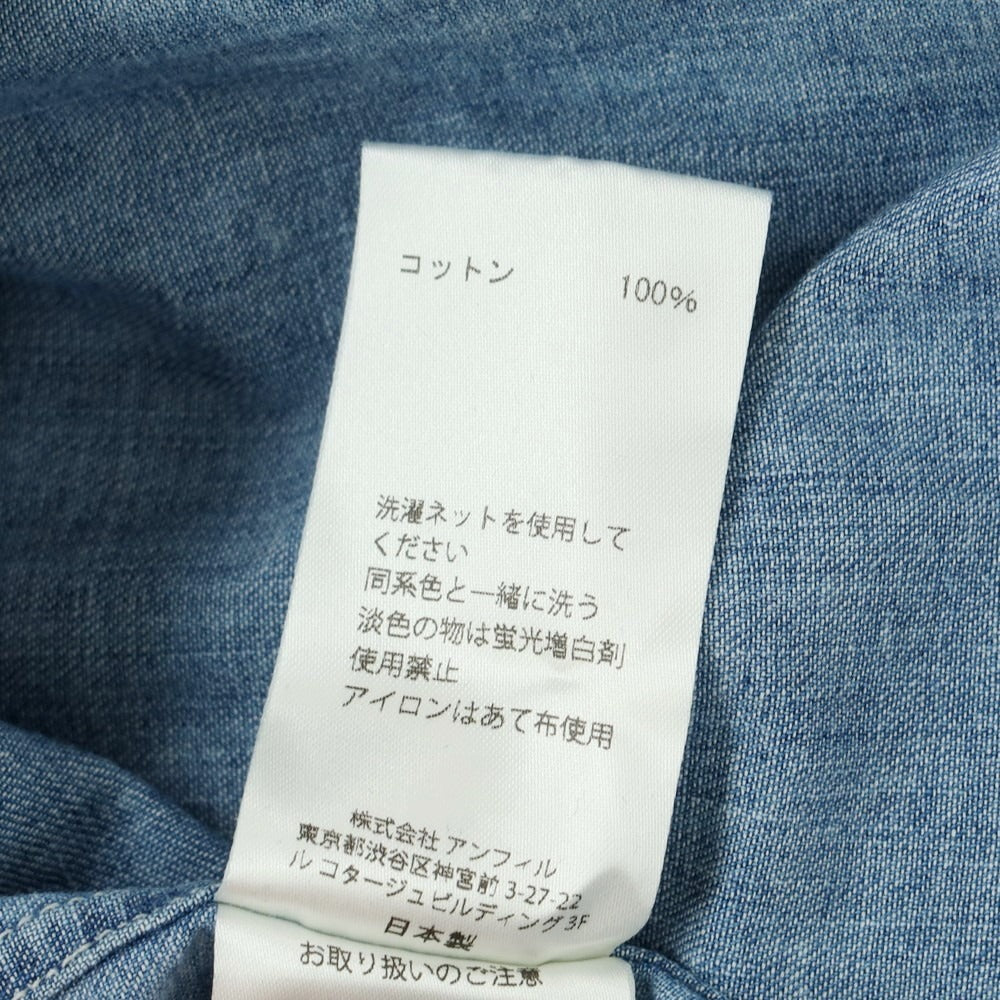 コットン 100%
洗濯ネットを使用して
ください
同系色と一緒に洗う
淡色の物は蛍光増白剤
使用禁止
アイロンはあて布使用
株式会社 アンフィル
東京都渋谷区神宮前 3-27-22
ル コタージュビルディング 3F
日本製
お取り扱いのご注意